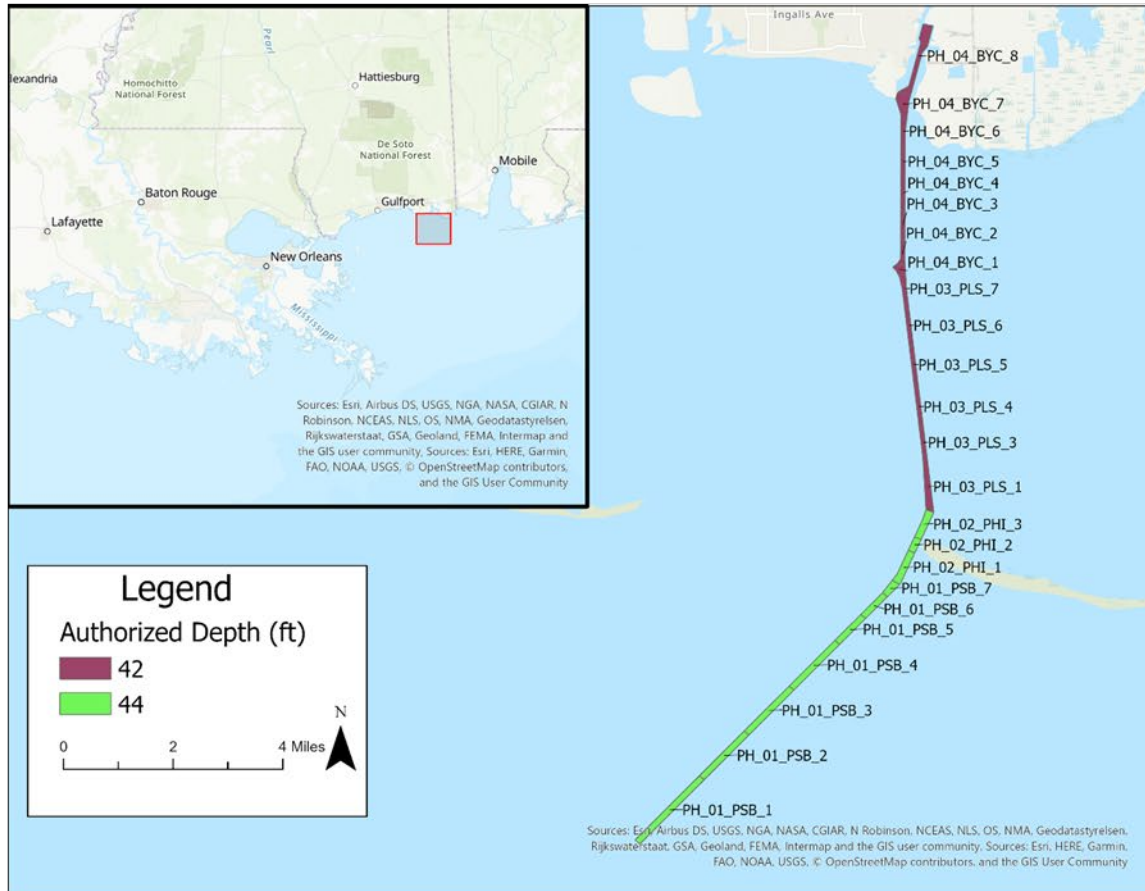 Pearl
Hattiesburg
lexandria
Homochitto
National Forest
De Soto
National Forest
Mobile
Baton Rouge
Gulfport
Lafayette
New Orleans
Mississippi
Sources: Esri, Airbus DS, USGS, NGA, NASA, CGIAR, N
Robinson, NCEAS, NLS, OS, NMA, Geodatastyrelsen,
Rijkswaterstaat, GSA, Geoland, FEMA, Intermap and
the GIS user community, Sources: Esri, HERE, Garmin,
FAO, NOAA, USGS, © OpenStreetMap contributors,
and the GIS User Community
Ingalls Ave
PH_04_BYC_8
PH_04_BYC_7
PH_04_BYC_6
PH_04_BYC_5
PH_04_BYC_4
PH_04_BYC_3
PH_04_BYC_2
PH_04_BYC_1
PH_03_PLS_7
PH_03_PLS_6
PH_03_PLS_5
PH_03_PLS_4
PH_03_PLS_3
PH_03_PLS_1
PH_02_PHI_3
PH_02_PHI_2
PH_02_PHI_1
PH_01_PSB_7
PH_01_PSB_6
PH_01_PSB_5
PH_01_PSB_4
PH_01_PSB_3
PH_01_PSB_2
PH_01_PSB_1
Legend
Authorized Depth (ft)
42
44
N
0 2 4 Miles
Sources: Esri, Airbus DS, USGS, NGA, NASA, CGIAR, N Robinson, NCEAS, NLS, OS, NMA, Geodatastyrelsen,
Rijkswaterstaat, GSA, Geoland, FEMA, Intermap and the GIS user community, Sources: Esri, HERE, Garmin,
FAO, NOAA, USGS, © OpenStreetMap contributors, and the GIS User Community